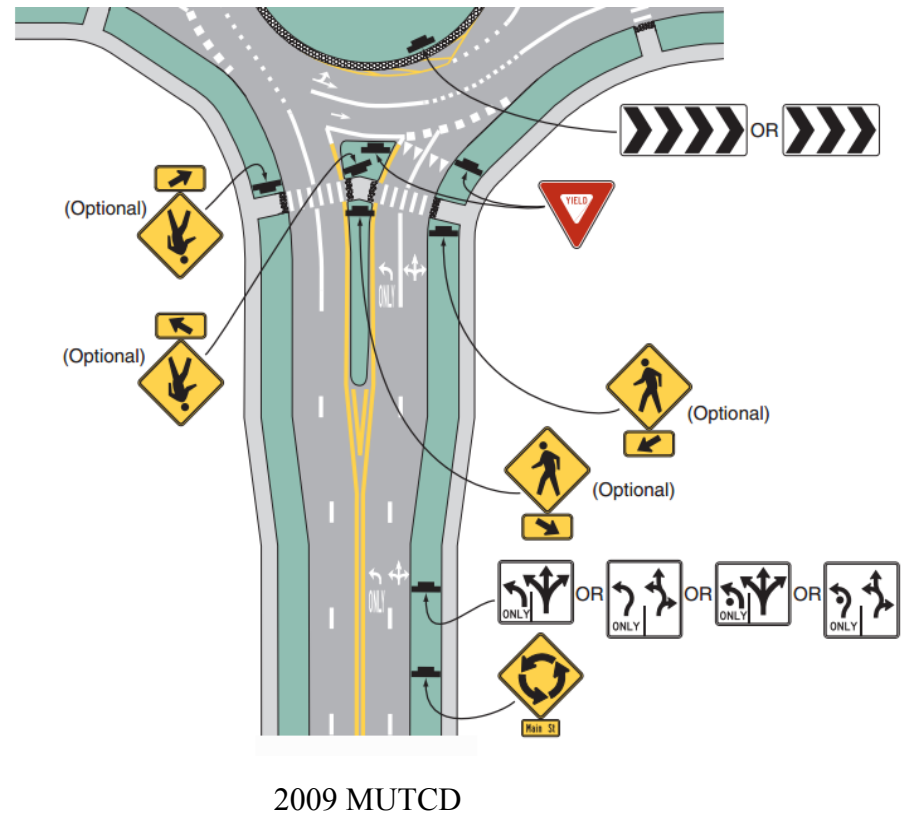 OR
(Optional)
YIELD
ONLY
(Optional)
(Optional)
(Optional)
ONLY
ONLY
OR
ONLY
OR
ONLY
OR
ONLY
Main St
2009 MUTCD